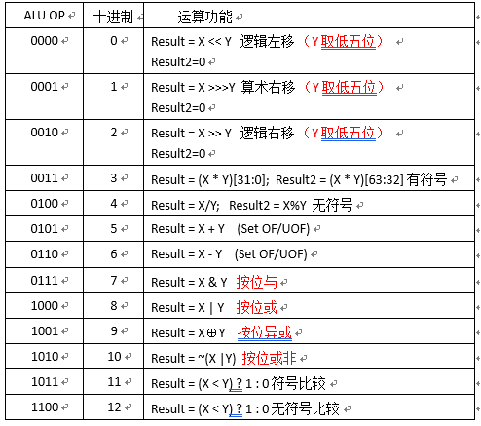 ALU OP 十进制 运算功能
0000 0 Result = X << Y 逻辑左移 （Y 取低五位）
Result2=0
0001 1 Result = X >>>Y 算术右移 （Y 取低五位）
Result2=0
0010 2 Result = X >> Y 逻辑右移 （Y 取低五位）
Result2=0
0011 3 Result = (X * Y)[31:0]; Result2 = (X * Y)[63:32] 有符号
0100 4 Result = X/Y; Result2 = X%Y 无符号
0101 5 Result = X + Y (Set OF/UOF)
0110 6 Result = X - Y (Set OF/UOF)
0111 7 Result = X & Y 按位与
1000 8 Result = X | Y 按位或
1001 9 Result = X⊕Y 按位异或
1010 10 Result = ~(X |Y) 按位或非
1011 11 Result = (X < Y) ? 1 : 0 符号比较
1100 12 Result = (X < Y) ? 1 : 0 无符号比较